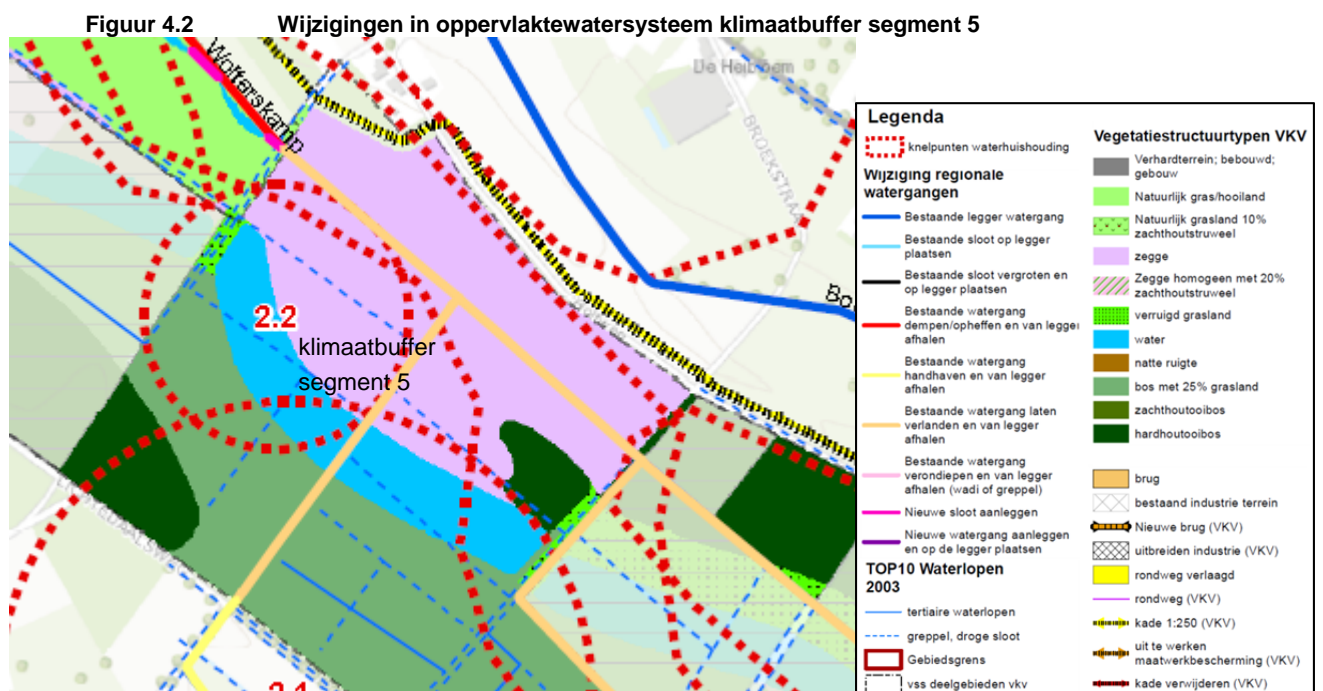 Figuur 4.2 Wijzigingen in oppervlaktewatersysteem klimaatbuffer segment 5
Wolfarskamp
De Heibloem
BROEKSTRAAT
Bo
2.2
klimaatbuffer
segment 5
2.1
Legenda
knelpunten waterhuishouding
Wijziging regionale
watergangen
Bestaande legger watergang
Bestaande sloot op legger
plaatsen
Bestaande sloot vergroten en
op legger plaatsen
Bestaande watergang
dempen/opheffen en van legger
afhalen
Bestaande watergang
handhaven en van legger
afhalen
Bestaande watergang laten
verlanden en van legger
afhalen
Bestaande watergang
verondiepen en van legger
afhalen (wadi of greppel)
Nieuwe sloot aanleggen
Nieuwe watergang aanleggen
en op de legger plaatsen
TOP10 Waterlopen
2003
tertiaire waterlopen
greppel, droge sloot
Gebiedsgrens
vss deelgebieden vkv
Vegetatiestructuurtypen VKV
Verhardterrein; bebouwd;
gebouw
Natuurlijk gras/hooiland
Natuurlijk grasland 10%
zachthoutstruweel
zegge
Zegge homogeen met 20%
zachthoutstruweel
verruigd grasland
water
natte ruigte
bos met 25% grasland
zachthoutooibos
hardhoutooibos
brug
bestaand industrie terrein
Nieuwe brug (VKV)
uitbreiden industrie (VKV)
rondweg verlaagd
rondweg (VKV)
kade 1:250 (VKV)
uit te werken
maatwerkbescherming (VKV)
kade verwijderen (VKV)